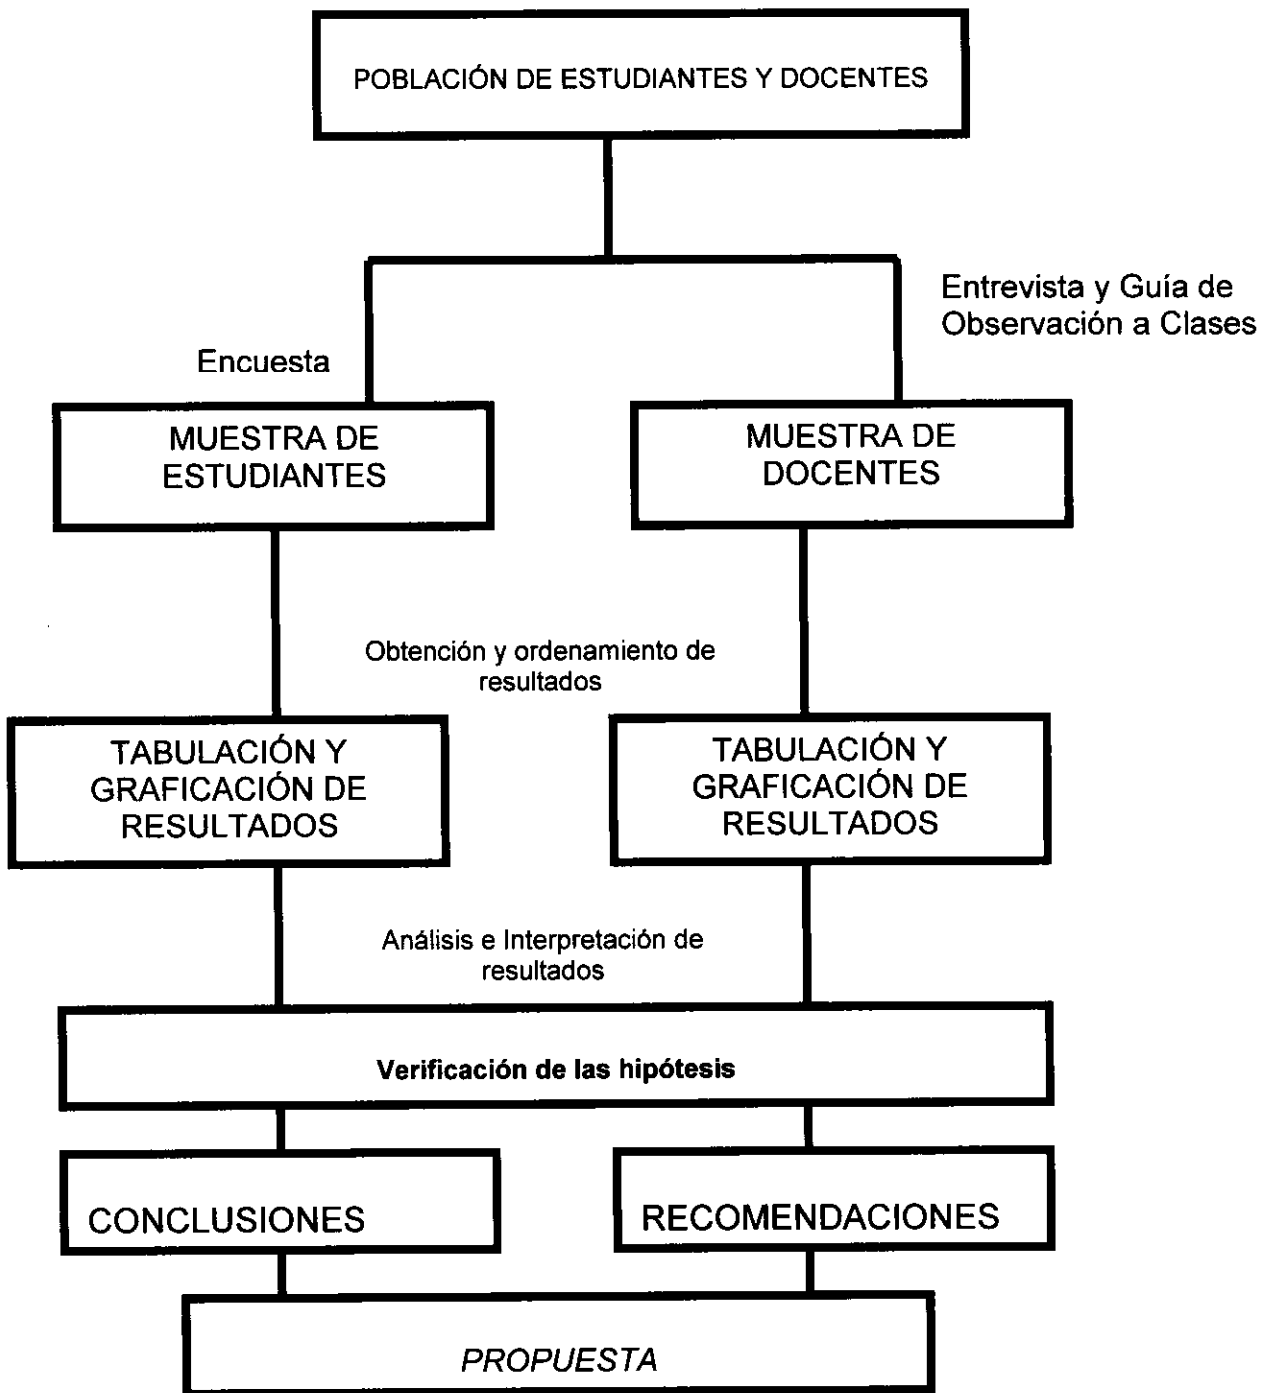 POBLACIÓN DE ESTUDIANTES Y DOCENTES
Entrevista y Guía de
Observación a Clases
Encuesta
MUESTRA DE
ESTUDIANTES
MUESTRA DE
DOCENTES
Obtención y ordenamiento de
resultados
TABULACIÓN Y
GRAFICACIÓN DE
RESULTADOS
TABULACIÓN Y
GRAFICACIÓN DE
RESULTADOS
Análisis e Interpretación de
resultados
Verificación de las hipótesis
CONCLUSIONES
RECOMENDACIONES
PROPUESTA